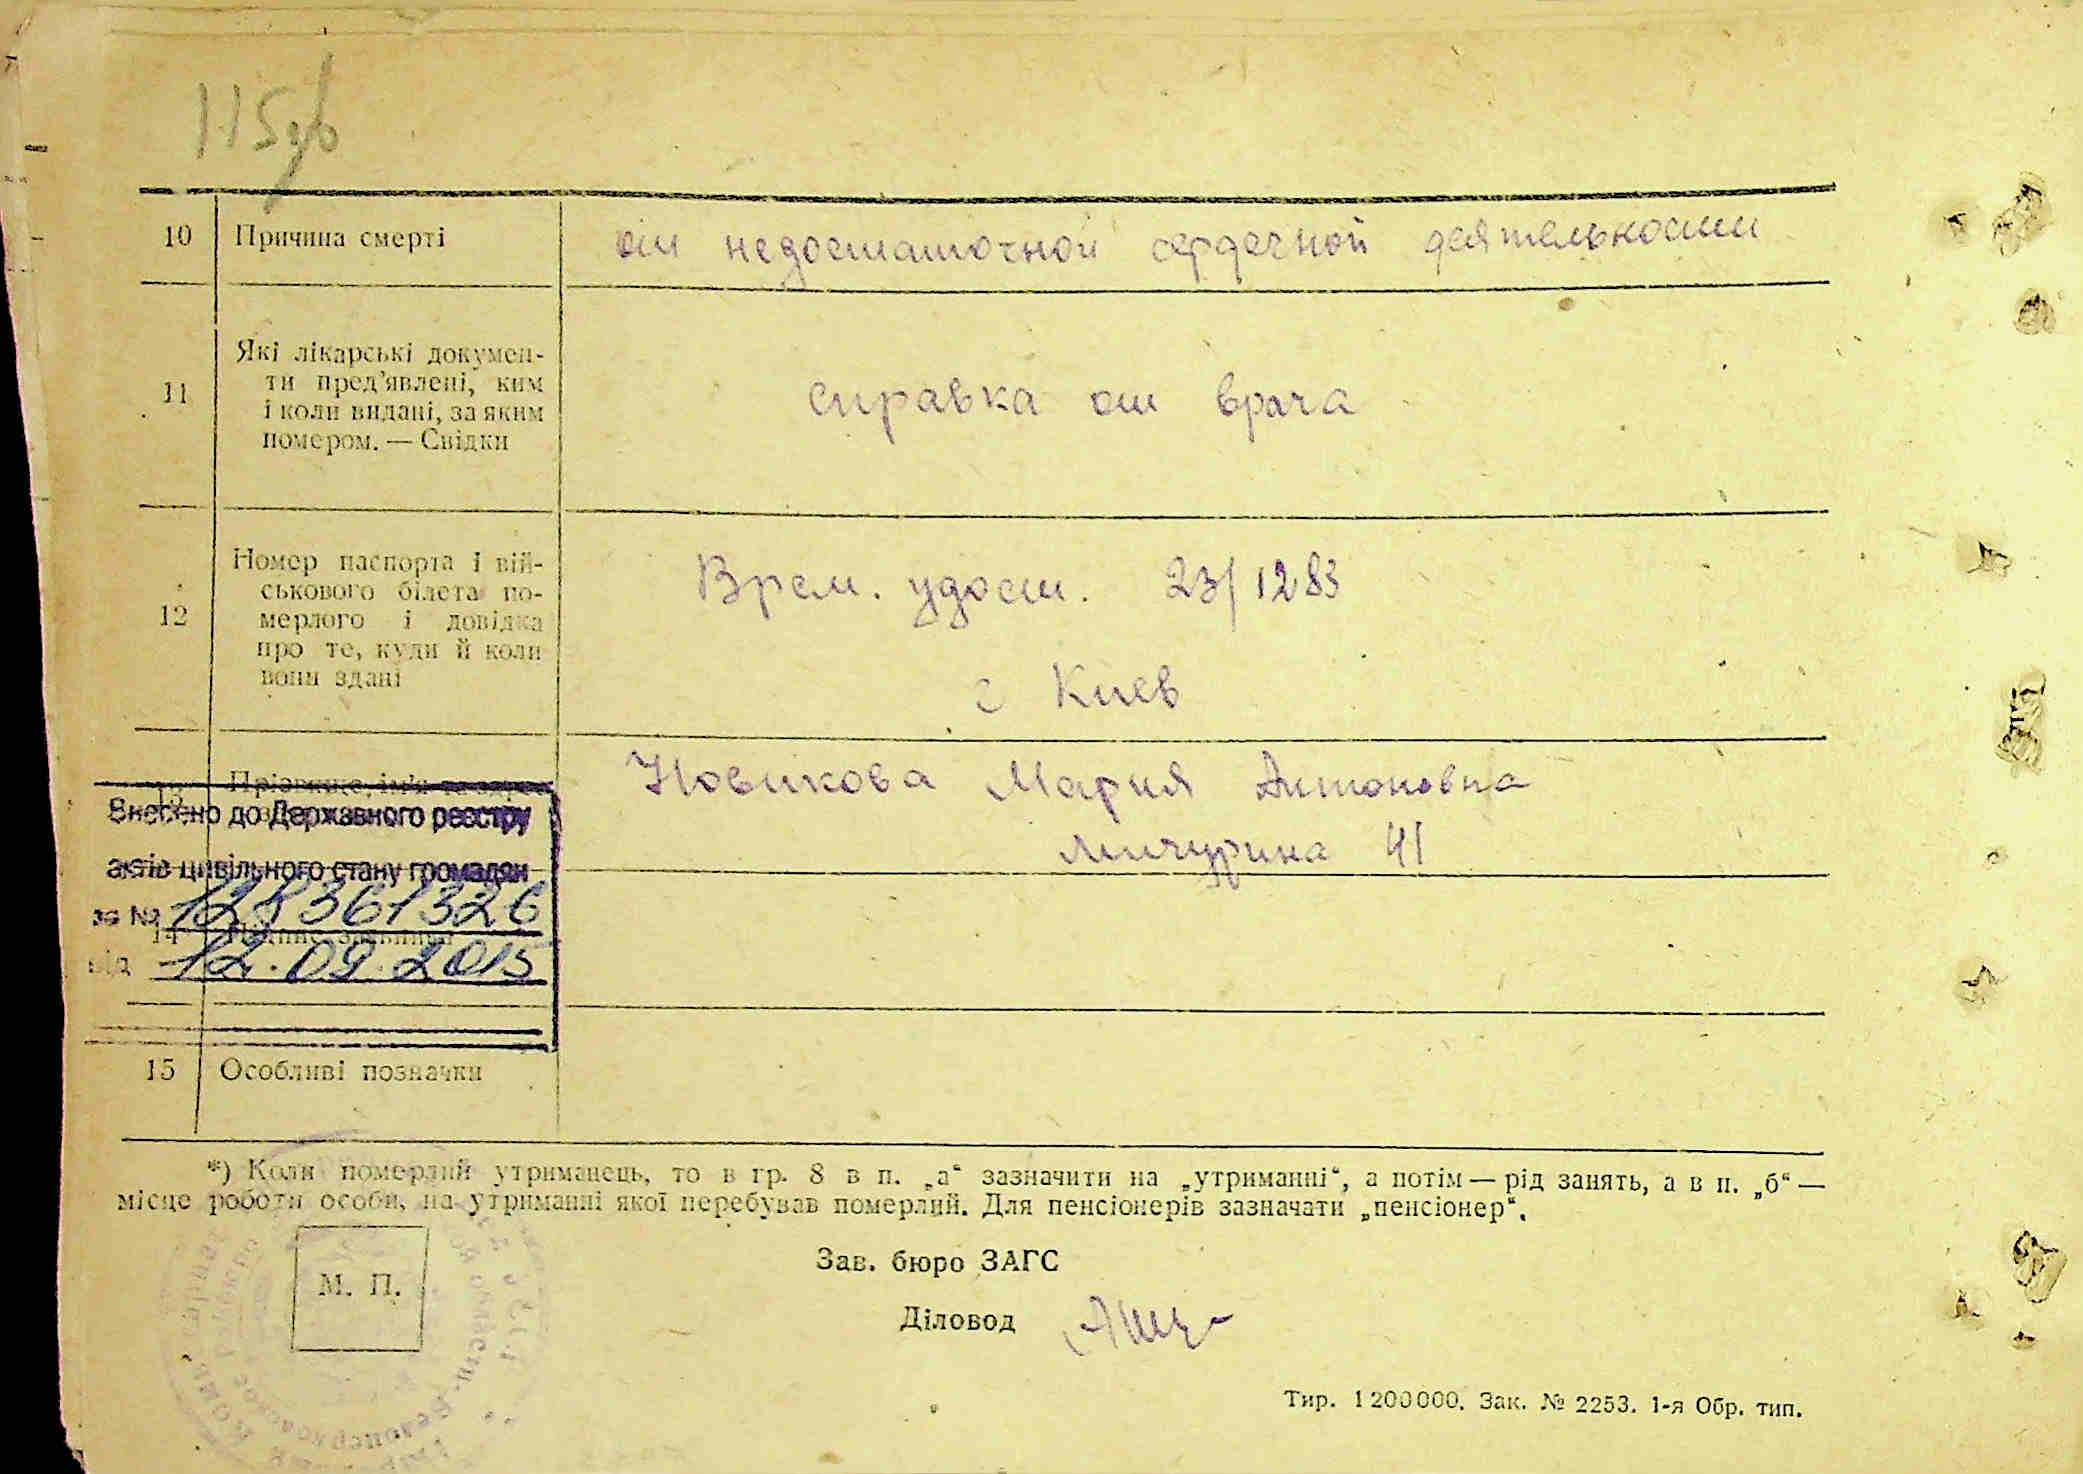 10 Причина смерті от недостаточной сердечной деятельности
11 Які лікарські докумен-
ти пред'явлені, ким
і коли видані, за яким
помером. — Свідки
справка от врача
12 Номер паспорта і вій-
ськового білета по-
мерлого і довідка
про те, куди й коли
вони здані
Врем. удост. 23/1283
г Киев
13 Прізвище, ім'я
Новикова Мария Антоновна
Мичурина 41
Внесено до Державного реєстру
актів цивільного стану громадян
за № 128361326
14
від 12.09.2015
15 Особливі позначки
*) Коли померлий утриманець, то в гр. 8 в п. „а“ зазначити на „утриманні“, а потім — рід занять, а в п. „б“ —
місце роботи особи, на утриманні якої перебував померлий. Для пенсіонерів зазначати „пенсіонер“.
Зав. бюро ЗАГС
М. П.
Діловод
Тир. 1200000. Зак. № 2253. 1-я Обр. тип.